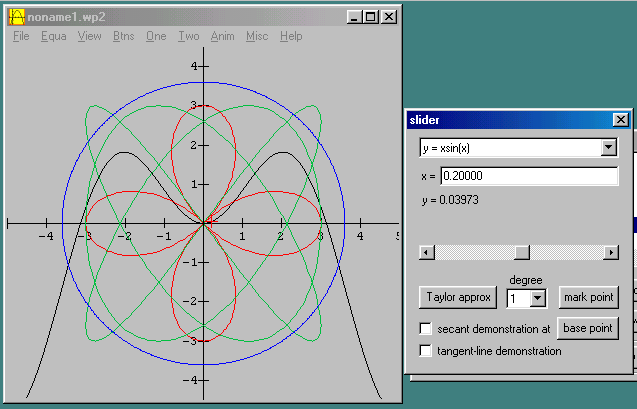 noname1.wp2
File Equa View Btns One Two Anim Misc Help
4
3
2
1
-4 -3 -2 -1 1 2 3 4 5
-1
-2
-3
-4
slider
y = xsin(x)
x = 0.20000
y = 0.03973
degree
Taylor approx 1 mark point
secant demonstration at base point
tangent-line demonstration